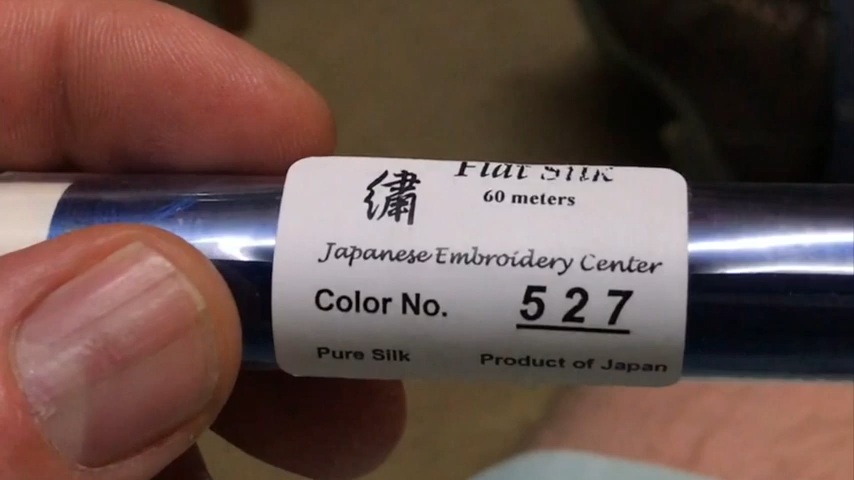 Flat Silk
繡
60 meters
Japanese Embroidery Center
Color No. 527
Pure Silk Product of Japan